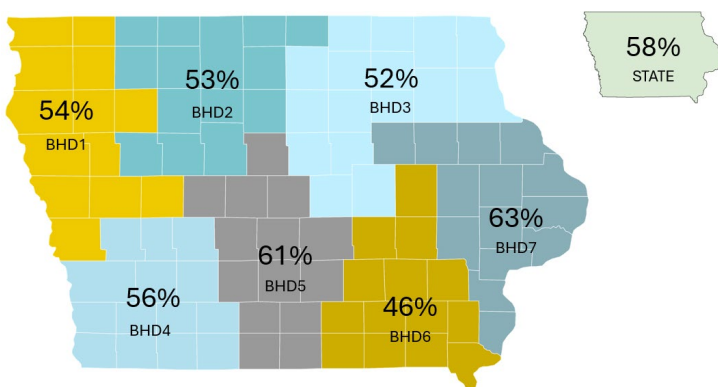 58%
STATE
54%
BHD1
53%
BHD2
52%
BHD3
63%
BHD7
61%
BHD5
56%
BHD4
46%
BHD6